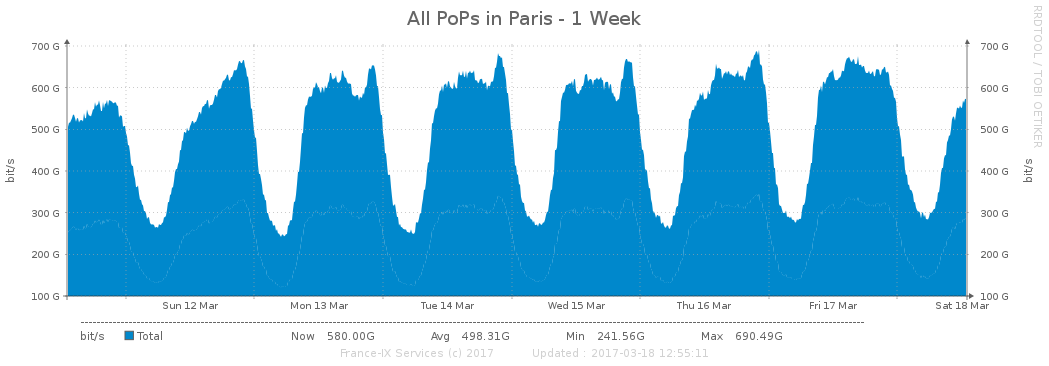 All PoPs in Paris - 1 Week
RRDTOOL / TOBI OETIKER
700 G 700 G
600 G 600 G
500 G 500 G
400 G 400 G
300 G 300 G
200 G 200 G
100 G 100 G
bit/s
bit/s
Sun 12 Mar Mon 13 Mar Tue 14 Mar Wed 15 Mar Thu 16 Mar Fri 17 Mar Sat 18 Mar
bit/s Total Now 580.00G Avg 498.31G Min 241.56G Max 690.49G
France-IX Services (c) 2017 Updated : 2017-03-18 12:55:11